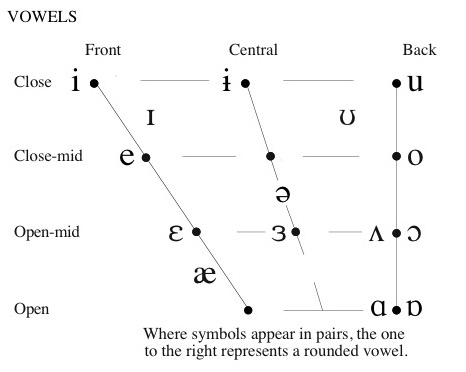 VOWELS
Front Central Back
Close i ɨ u
ɪ ʊ
Close-mid e o
ə
Open-mid ɛ ɜ ʌ ɔ
æ
Open ɑ ɒ
Where symbols appear in pairs, the one
to the right represents a rounded vowel.